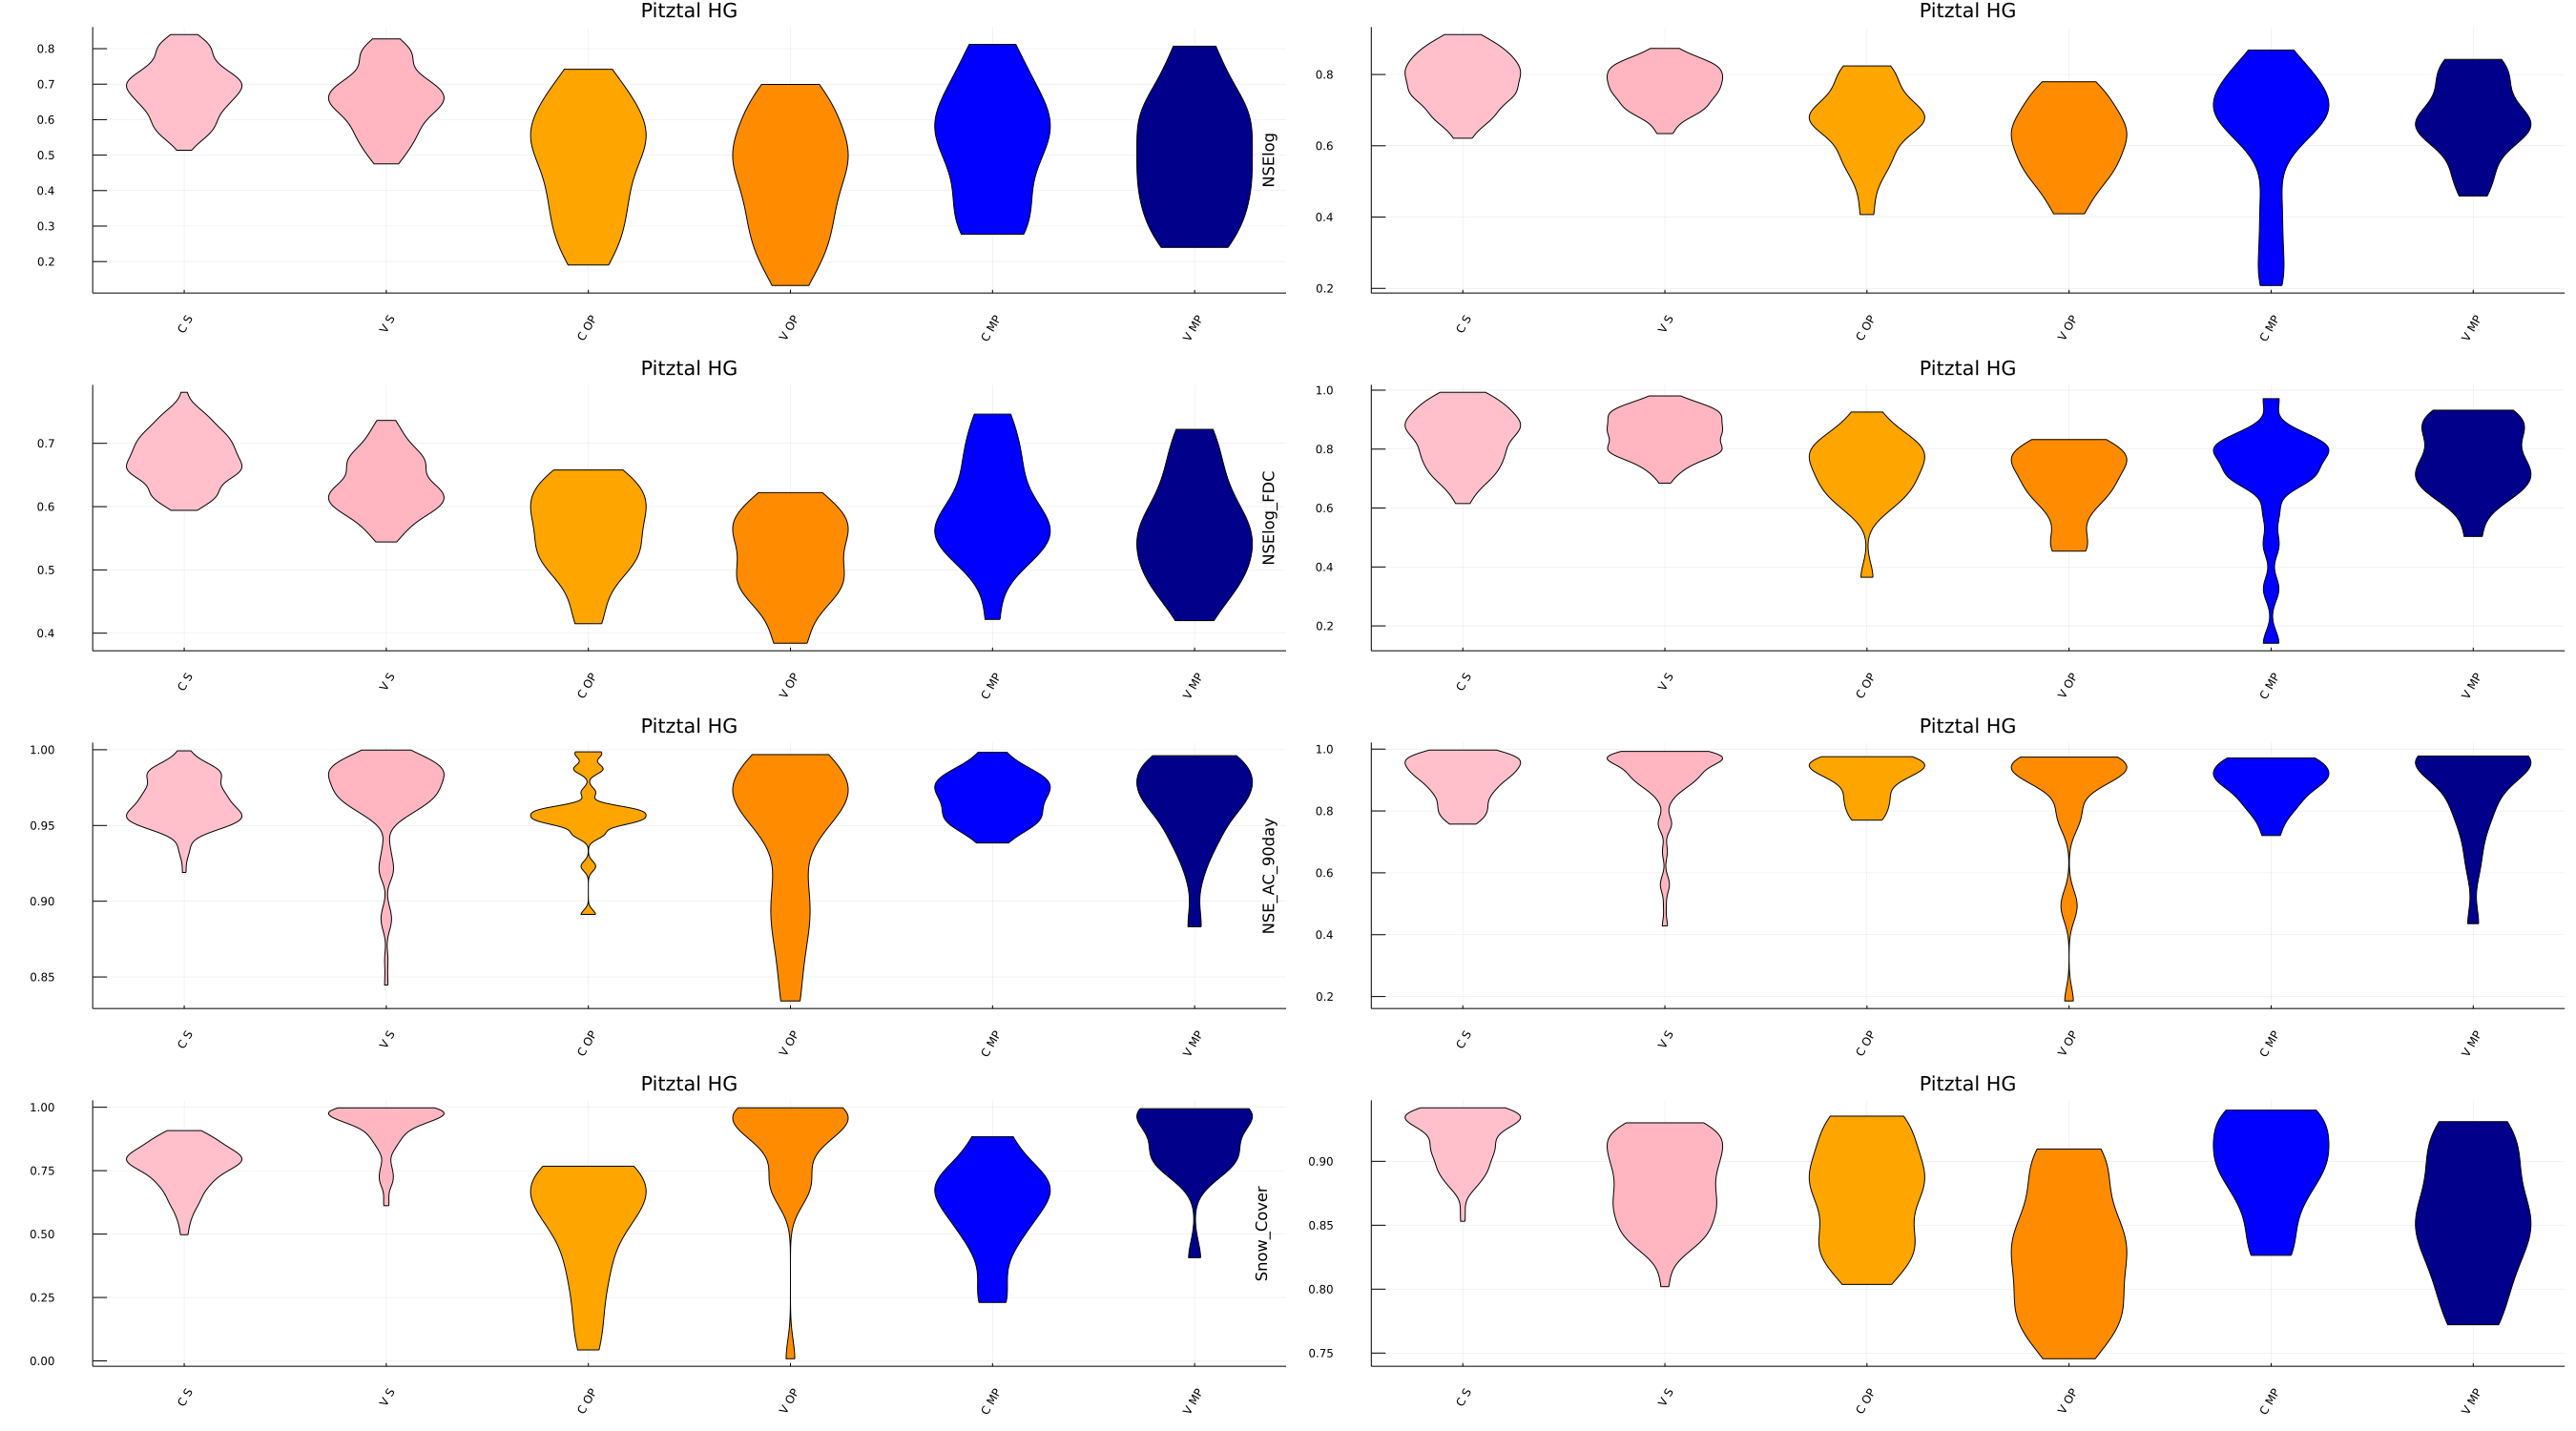 Pitztal HG
0.8
0.7
0.6
0.5
0.4
0.3
0.2
C S
V S
C OP
V OP
C MP
V MP
Pitztal HG
NSElog
0.8
0.6
0.4
0.2
C S
V S
C OP
V OP
C MP
V MP
Pitztal HG
0.7
0.6
0.5
0.4
C S
V S
C OP
V OP
C MP
V MP
Pitztal HG
NSElog_FDC
1.0
0.8
0.6
0.4
0.2
C S
V S
C OP
V OP
C MP
V MP
Pitztal HG
1.00
0.95
0.90
0.85
C S
V S
C OP
V OP
C MP
V MP
Pitztal HG
NSE_AC_90day
1.0
0.8
0.6
0.4
0.2
C S
V S
C OP
V OP
C MP
V MP
Pitztal HG
1.00
0.75
0.50
0.25
0.00
C S
V S
C OP
V OP
C MP
V MP
Pitztal HG
Snow_Cover
0.90
0.85
0.80
0.75
C S
V S
C OP
V OP
C MP
V MP